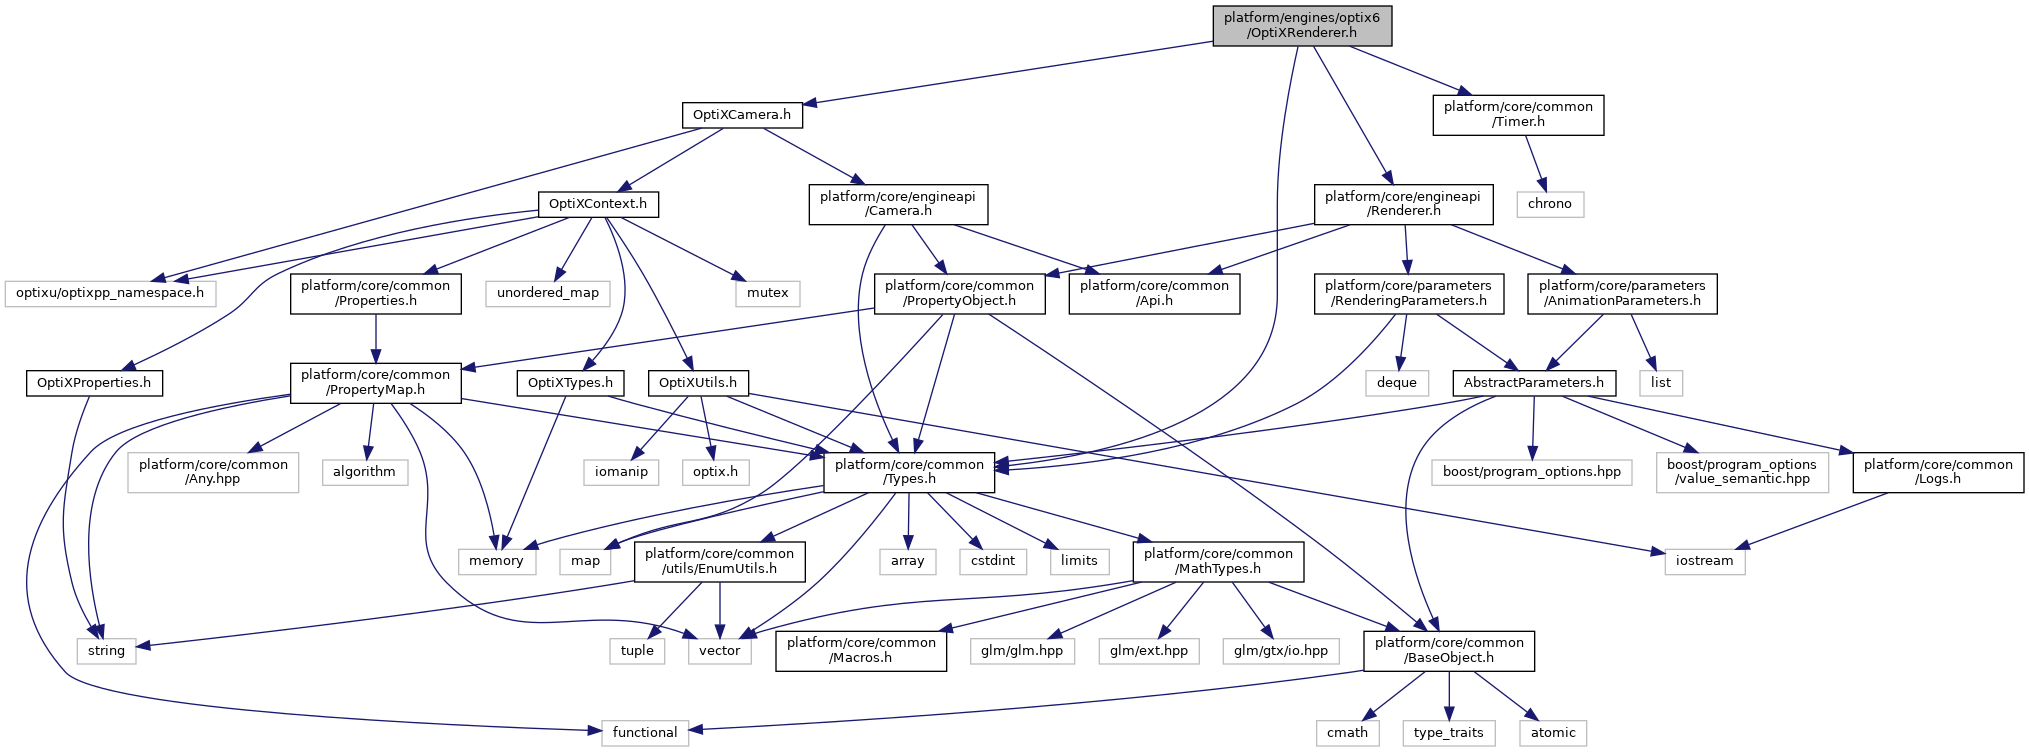 platform/engines/optix6
/OptiXRenderer.h
OptiXCamera.h
platform/core/common
/Timer.h
OptiXContext.h
platform/core/engineapi
/Camera.h
platform/core/engineapi
/Renderer.h
chrono
optixu/optixpp_namespace.h
platform/core/common
/Properties.h
unordered_map
mutex
platform/core/common
/PropertyObject.h
platform/core/common
/Api.h
platform/core/parameters
/RenderingParameters.h
platform/core/parameters
/AnimationParameters.h
OptiXProperties.h
platform/core/common
/PropertyMap.h
OptiXTypes.h
OptiXUtils.h
deque
AbstractParameters.h
list
platform/core/common
/Any.hpp
algorithm
iomanip
optix.h
platform/core/common
/Types.h
boost/program_options.hpp
boost/program_options
/value_semantic.hpp
platform/core/common
/Logs.h
memory
map
platform/core/common
/utils/EnumUtils.h
array
cstdint
limits
platform/core/common
/MathTypes.h
iostream
string
tuple
vector
platform/core/common
/Macros.h
glm/glm.hpp
glm/ext.hpp
glm/gtx/io.hpp
platform/core/common
/BaseObject.h
functional
cmath
type_traits
atomic